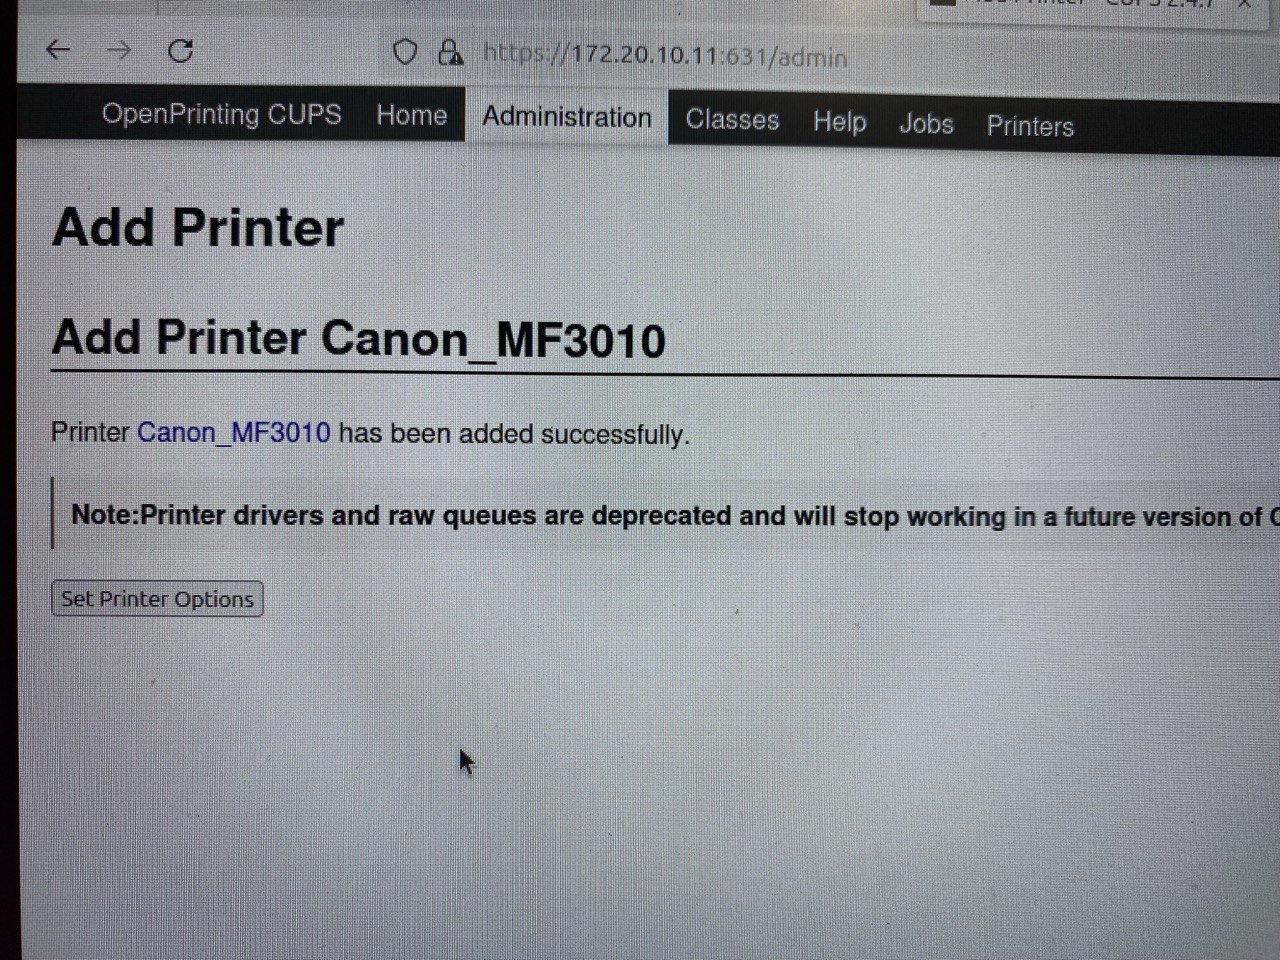 https://172.20.10.11:631/admin
OpenPrinting CUPS Home Administration Classes Help Jobs Printers
Add Printer
Add Printer Canon_MF3010
Printer Canon_MF3010 has been added successfully.
Note:Printer drivers and raw queues are deprecated and will stop working in a future version of
Set Printer Options